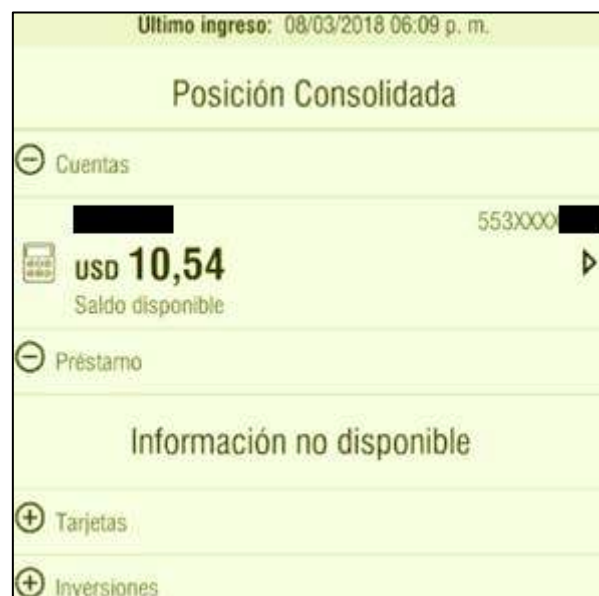 Último ingreso: 08/03/2018 06:09 p. m.
Posición Consolidada
Cuentas
553XXXX
USD 10,54
Saldo disponible
Préstamo
Información no disponible
Tarjetas
Inversiones